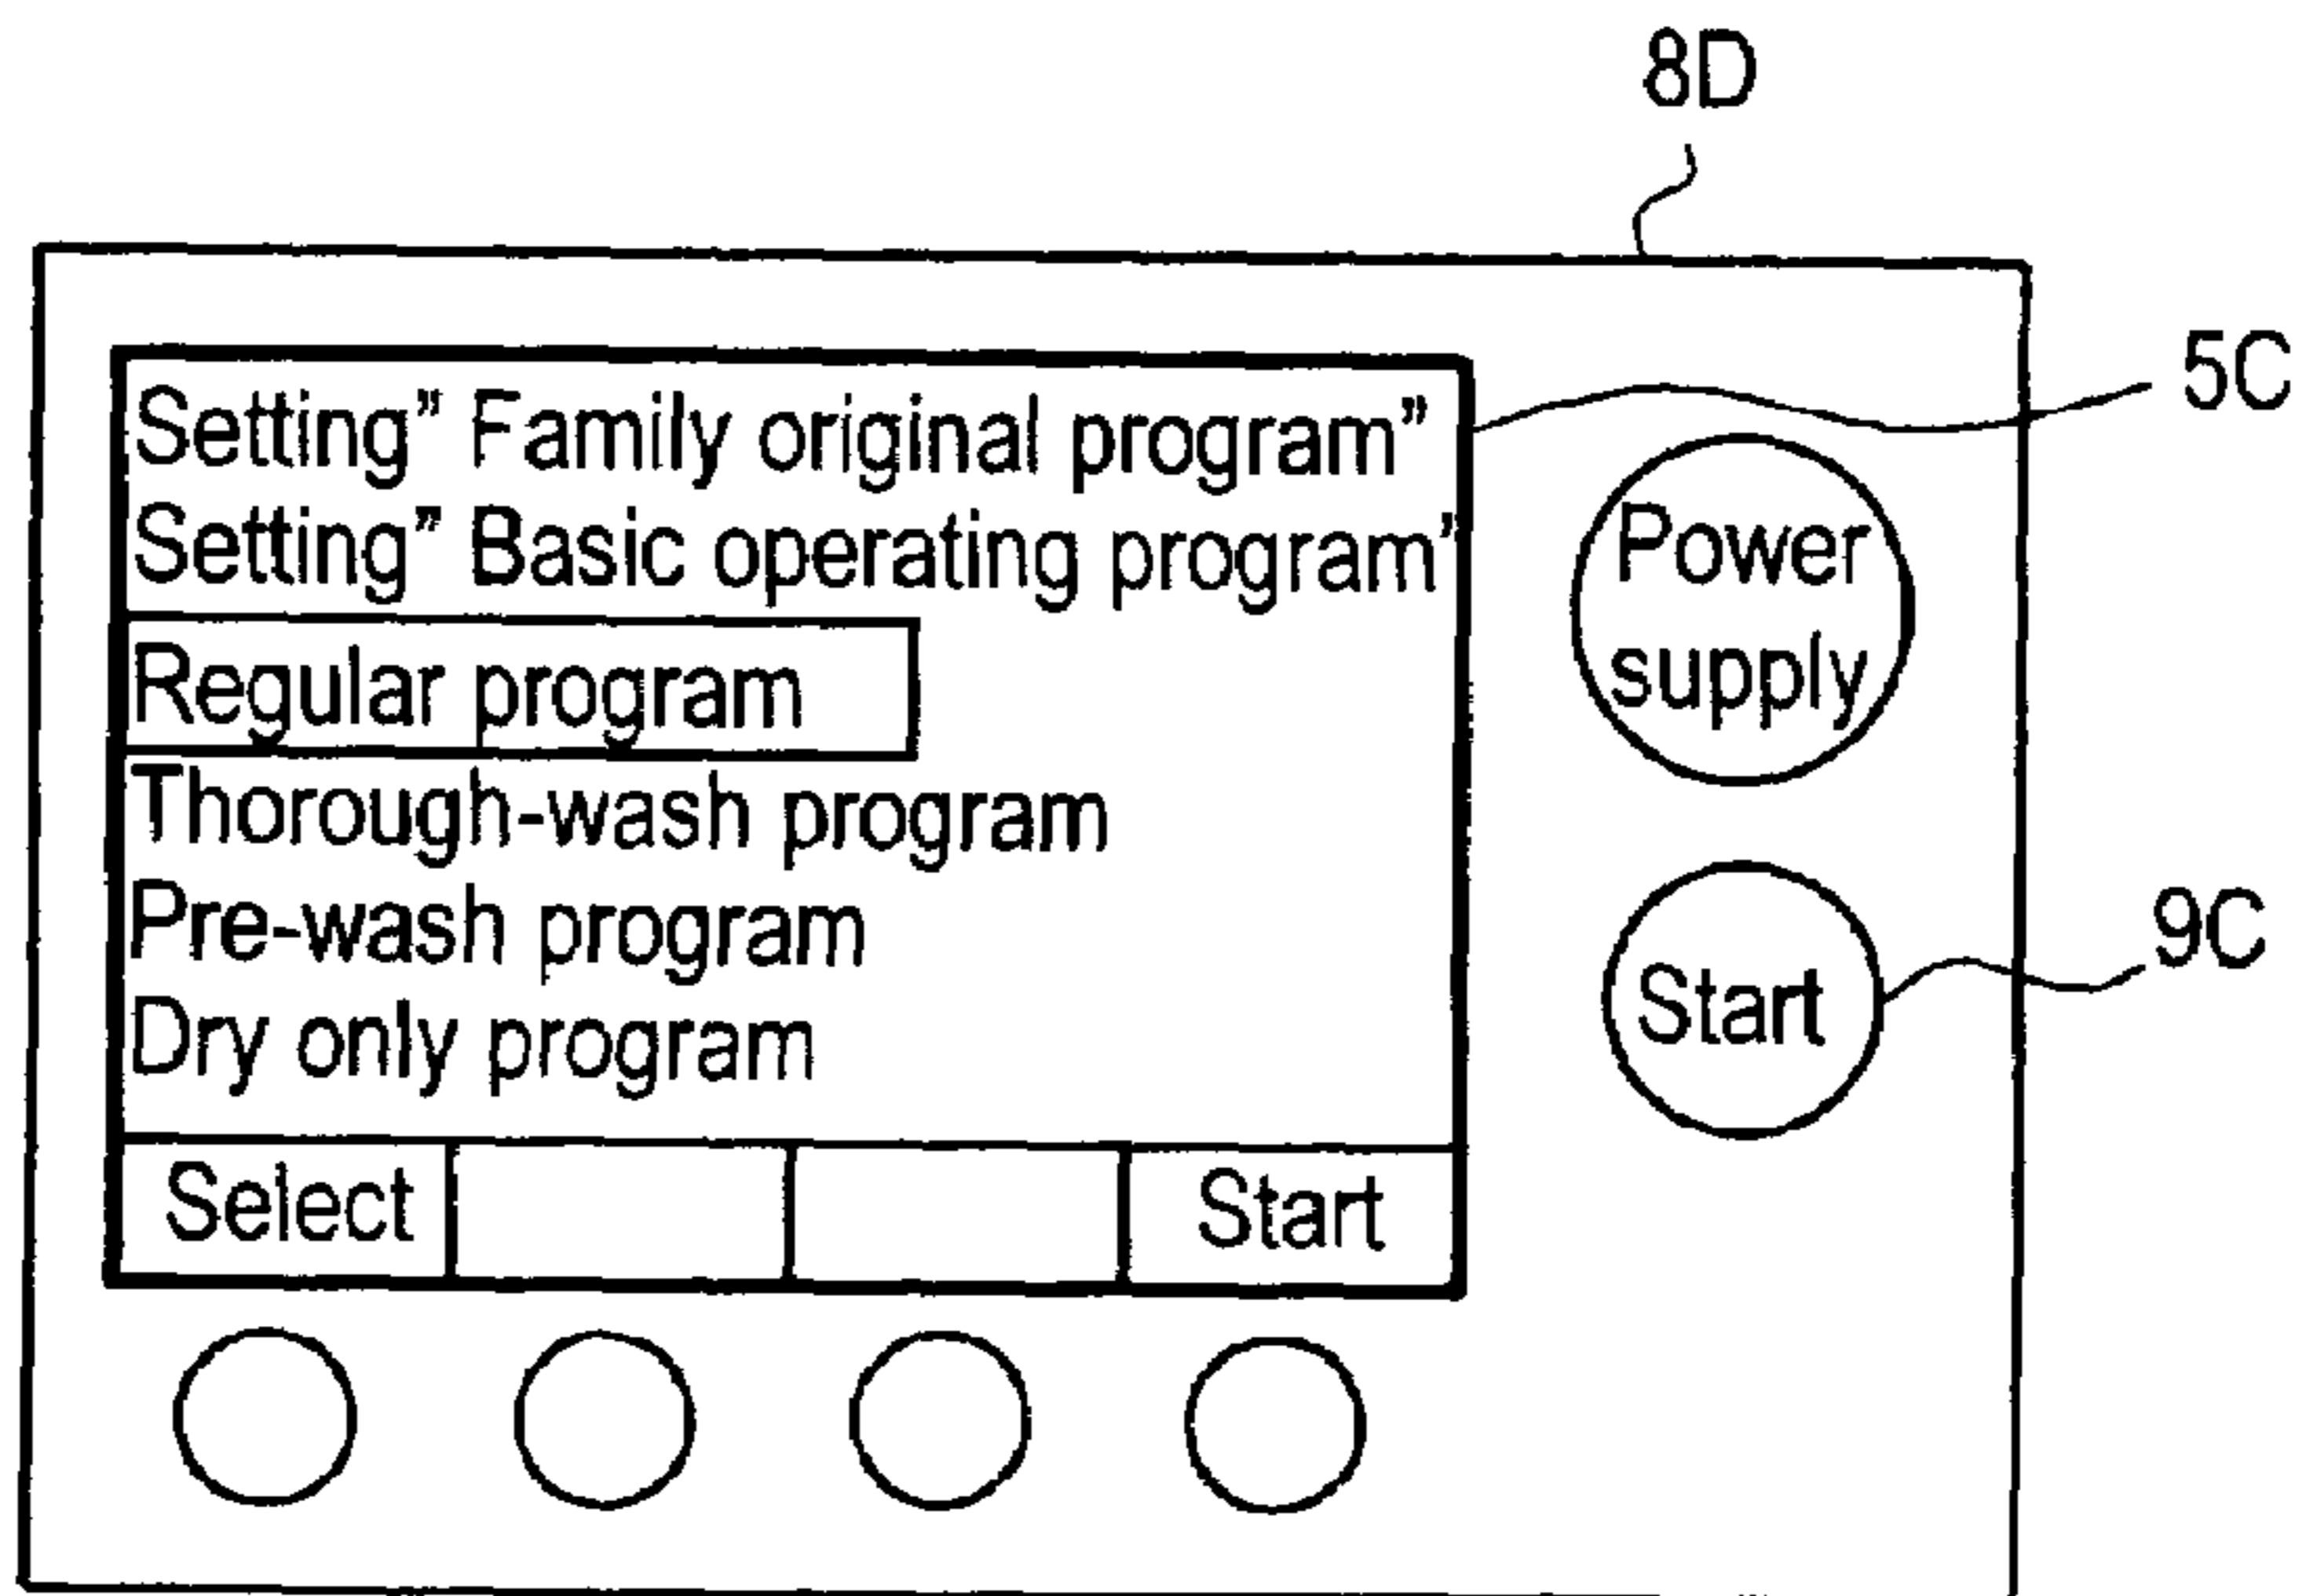 8D
Setting” Family original program”
5C
Setting” Basic operating program’
Power
supply
Regular program
Thorough-wash program
Pre-wash program
9C
Start
Dry only program
Select
Start